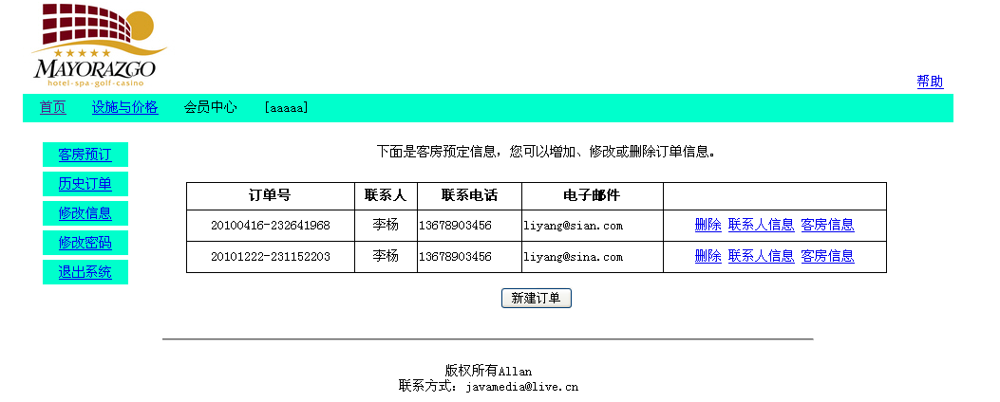 MAYORAZGO
hotel-spa-golf-casino
帮助
首页 设施与价格 会员中心 [aaaaa]
客房预订
历史订单
修改信息
修改密码
退出系统
下面是客房预定信息，您可以增加、修改或删除订单信息。
订单号 联系人 联系电话 电子邮件
20100416-232641968 李杨 13678903456 liyang@sian.com 删除 联系人信息 客房信息
20101222-231152203 李杨 13678903456 liyang@sina.com 删除 联系人信息 客房信息
新建订单
版权所有Allan
联系方式：javamedia@live.cn